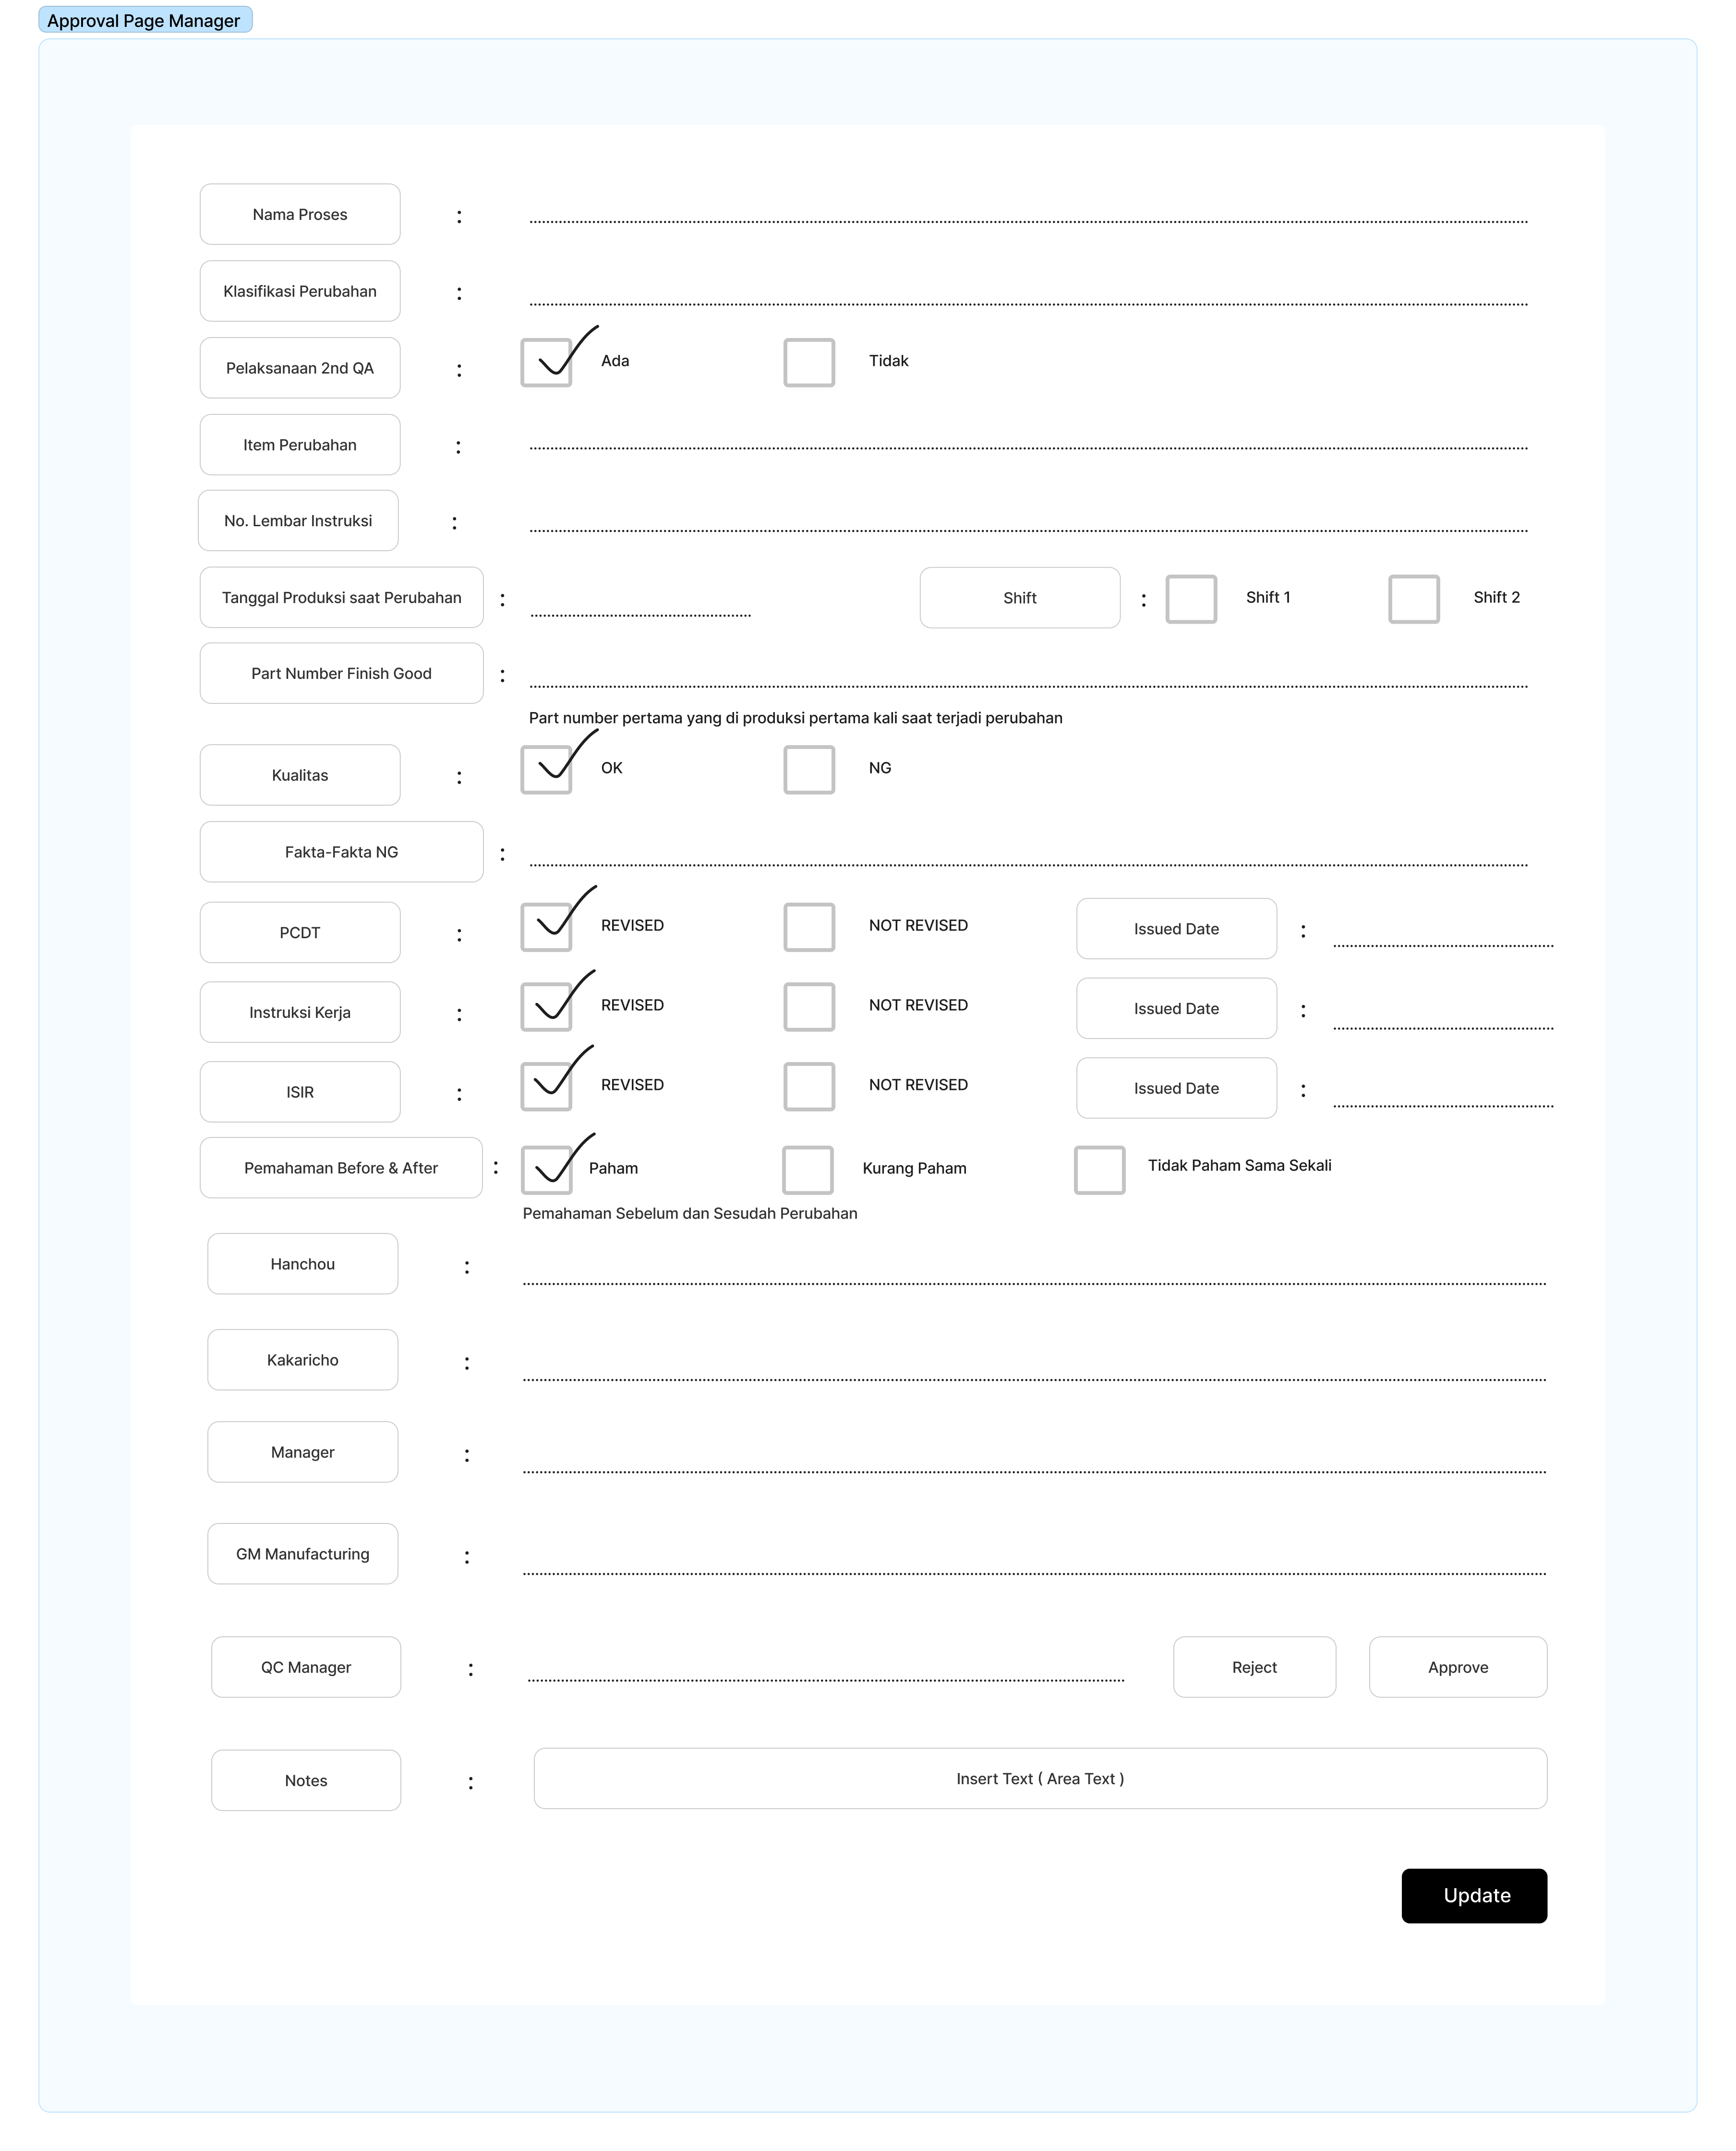 Approval Page Manager
Nama Proses :
Klasifikasi Perubahan :
Pelaksanaan 2nd QA : Ada Tidak
Item Perubahan :
No. Lembar Instruksi :
Tanggal Produksi saat Perubahan : Shift : Shift 1 Shift 2
Part Number Finish Good :
Part number pertama yang di produksi pertama kali saat terjadi perubahan
Kualitas : OK NG
Fakta-Fakta NG :
PCDT : REVISED NOT REVISED Issued Date :
Instruksi Kerja : REVISED NOT REVISED Issued Date :
ISIR : REVISED NOT REVISED Issued Date :
Pemahaman Before & After : Paham Kurang Paham Tidak Paham Sama Sekali
Pemahaman Sebelum dan Sesudah Perubahan
Hanchou :
Kakaricho :
Manager :
GM Manufacturing :
QC Manager : Reject Approve
Notes : Insert Text ( Area Text )
Update